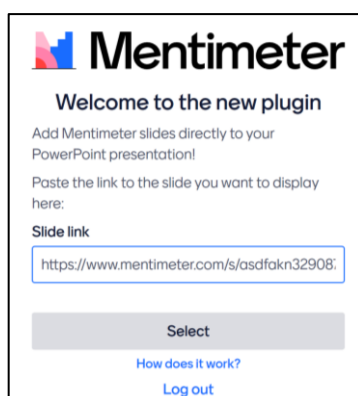 Mentimeter
Welcome to the new plugin
Add Mentimeter slides directly to your
PowerPoint presentation!
Paste the link to the slide you want to display
here:
Slide link
https://www.mentimeter.com/s/asdfakn32908
Select
How does it work?
Log out